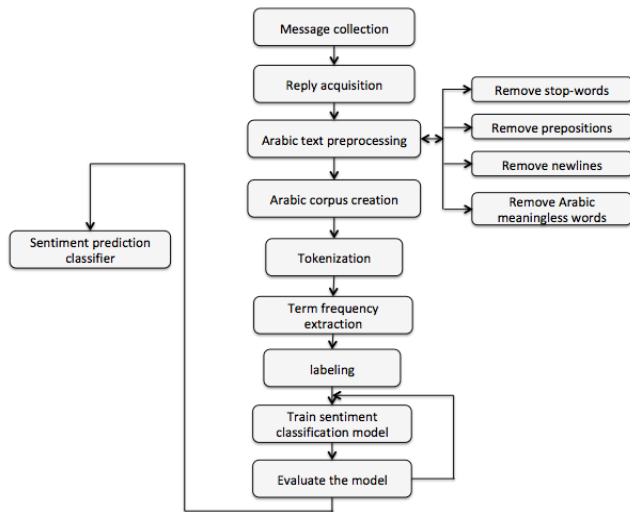 Message collection
Reply acquisition
Arabic text preprocessing
Remove stop-words
Remove prepositions
Remove newlines
Remove Arabic
meaningless words
Arabic corpus creation
Sentiment prediction
classifier
Tokenization
Term frequency
extraction
labeling
Train sentiment
classification model
Evaluate the model